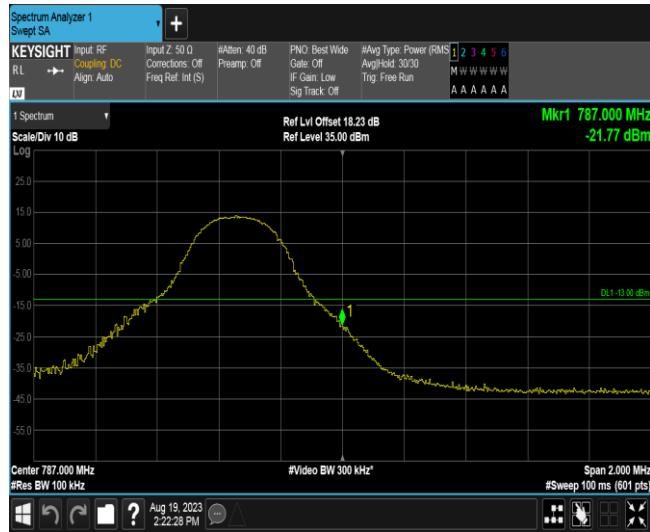 Spectrum Analyzer 1
Swept SA
KEYSIGHT
RL
LXI
Input: RF
Coupling: DC
Align: Auto
Input Z: 50 Ω
Corrections: Off
Freq Ref: Int (S)
#Atten: 40 dB
Preamp: Off
PNO: Best Wide
Gate: Off
IF Gain: Low
Sig Track: Off
#Avg Type: Power (RMS
Avg|Hold: 30/30
Trig: Free Run
1 2 3 4 5 6
M W W W W W
A A A A A A
1 Spectrum
Scale/Div 10 dB
Log
Ref Lvl Offset 18.23 dB
Ref Level 35.00 dBm
Mkr1 787.000 MHz
-21.77 dBm
25.0
15.0
5.00
-5.00
-15.0
-25.0
-35.0
-45.0
-55.0
DL1 -13.00 dBm
1
Center 787.000 MHz
#Res BW 100 kHz
#Video BW 300 kHz*
Span 2.000 MHz
#Sweep 100 ms (601 pts)
?
Aug 19, 2023
2:22:28 PM